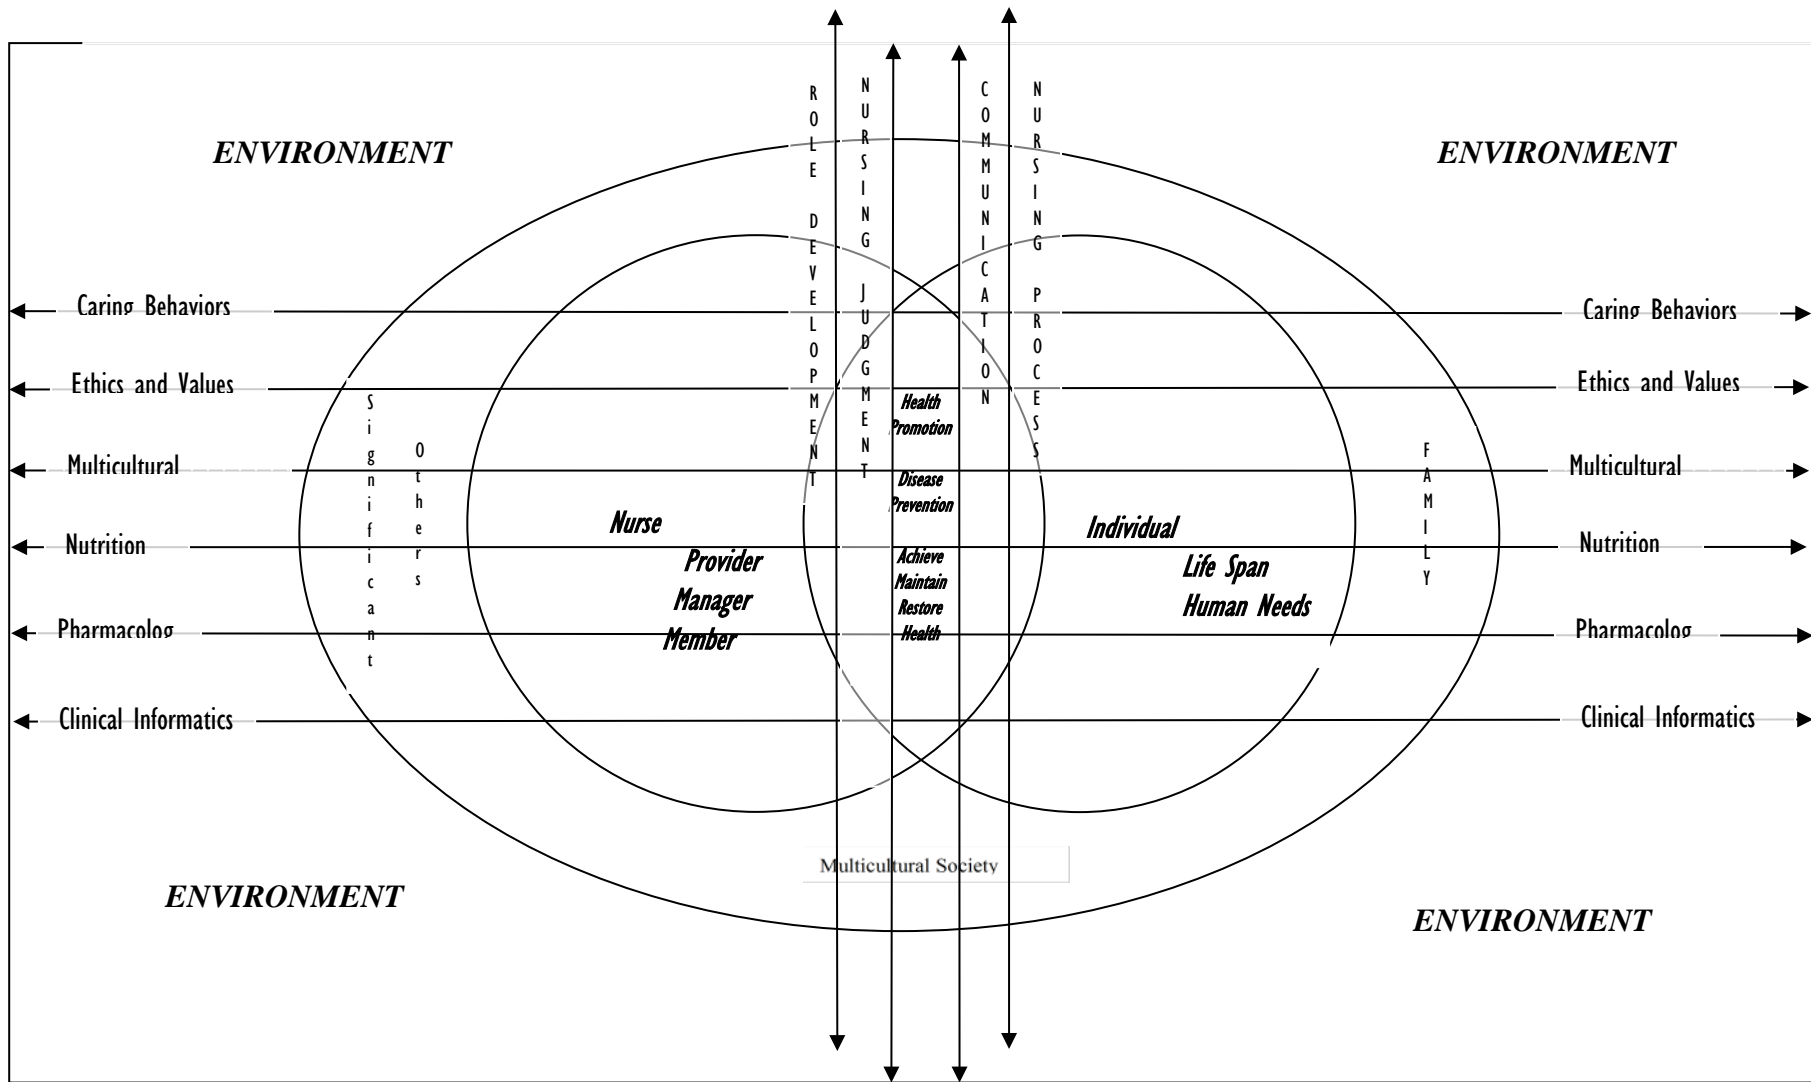 ROLE DEVELOPMENT
NURSING JUDGMENT
COMMUNICATION
NURSING PROCESS
ENVIRONMENT
ENVIRONMENT
Caring Behaviors
Caring Behaviors
Ethics and Values
Ethics and Values
Significant
Others
Health
Promotion
FAMILY
Multicultural
Multicultural
Disease
Prevention
Nurse
Individual
Nutrition
Nutrition
Provider
Manager
Member
Achieve
Maintain
Restore
Health
Life Span
Human Needs
Pharmacolog
Pharmacolog
Clinical Informatics
Clinical Informatics
Multicultural Society
ENVIRONMENT
ENVIRONMENT